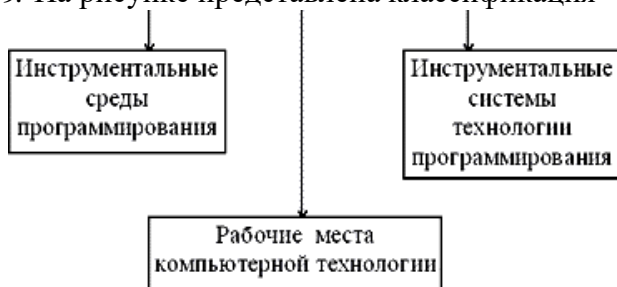 9. На рисунке представлена классификация
Инструментальные
среды
программирования
Инструментальные
системы
технологии
программирования
Рабочие места
компьютерной технологии